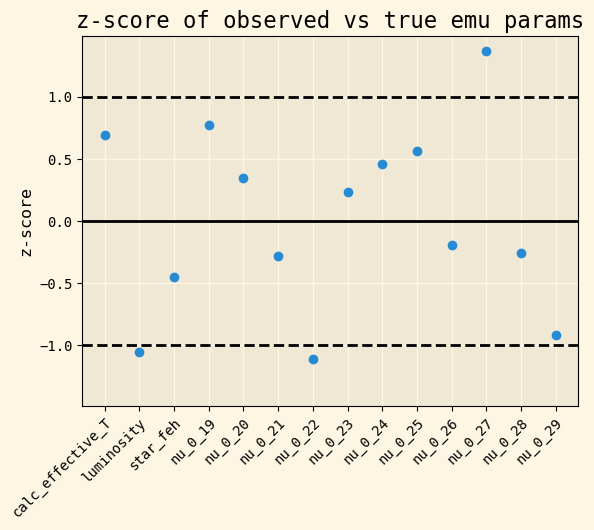 z-score of observed vs true emu params
z-score
1.0
0.5
0.0
−0.5
−1.0
calc_effective_T
luminosity
star_feh
nu_0_19
nu_0_20
nu_0_21
nu_0_22
nu_0_23
nu_0_24
nu_0_25
nu_0_26
nu_0_27
nu_0_28
nu_0_29